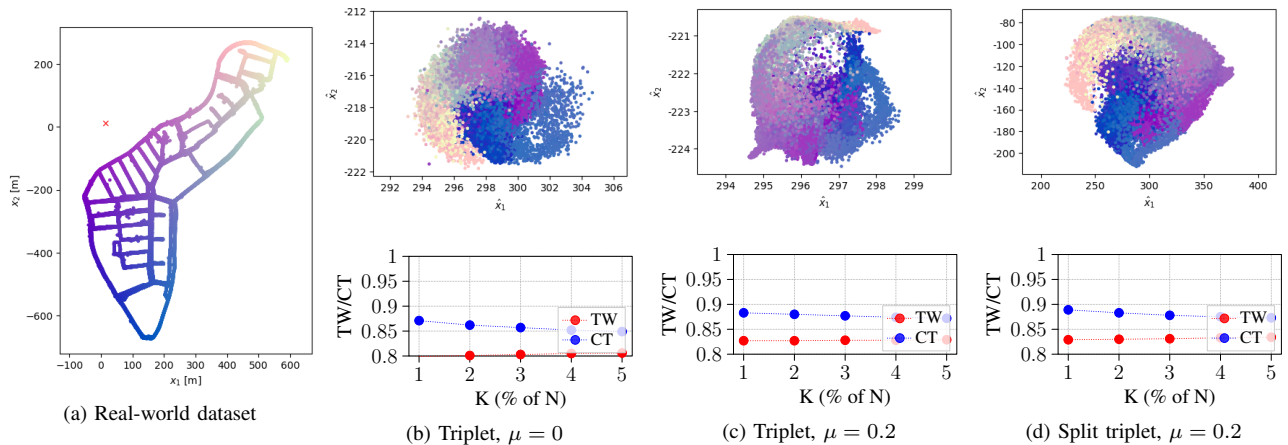 200
0
−200
−400
−600
x₂ [m]
−100 0 100 200 300 400 500 600
x₁ [m]
(a) Real-world dataset
-212
-214
-216
-218
-220
-222
x̂₂
292 294 296 298 300 302 304 306
x̂₁
1
0.95
0.9
0.85
0.8
TW/CT
TW
CT
1 2 3 4 5
K (% of N)
(b) Triplet, μ = 0
-221
-222
-223
-224
x̂₂
294 295 296 297 298 299
x̂₁
1
0.95
0.9
0.85
0.8
TW/CT
TW
CT
1 2 3 4 5
K (% of N)
(c) Triplet, μ = 0.2
-80
-100
-120
-140
-160
-180
-200
x̂₂
200 250 300 350 400
x̂₁
1
0.95
0.9
0.85
0.8
TW/CT
TW
CT
1 2 3 4 5
K (% of N)
(d) Split triplet, μ = 0.2